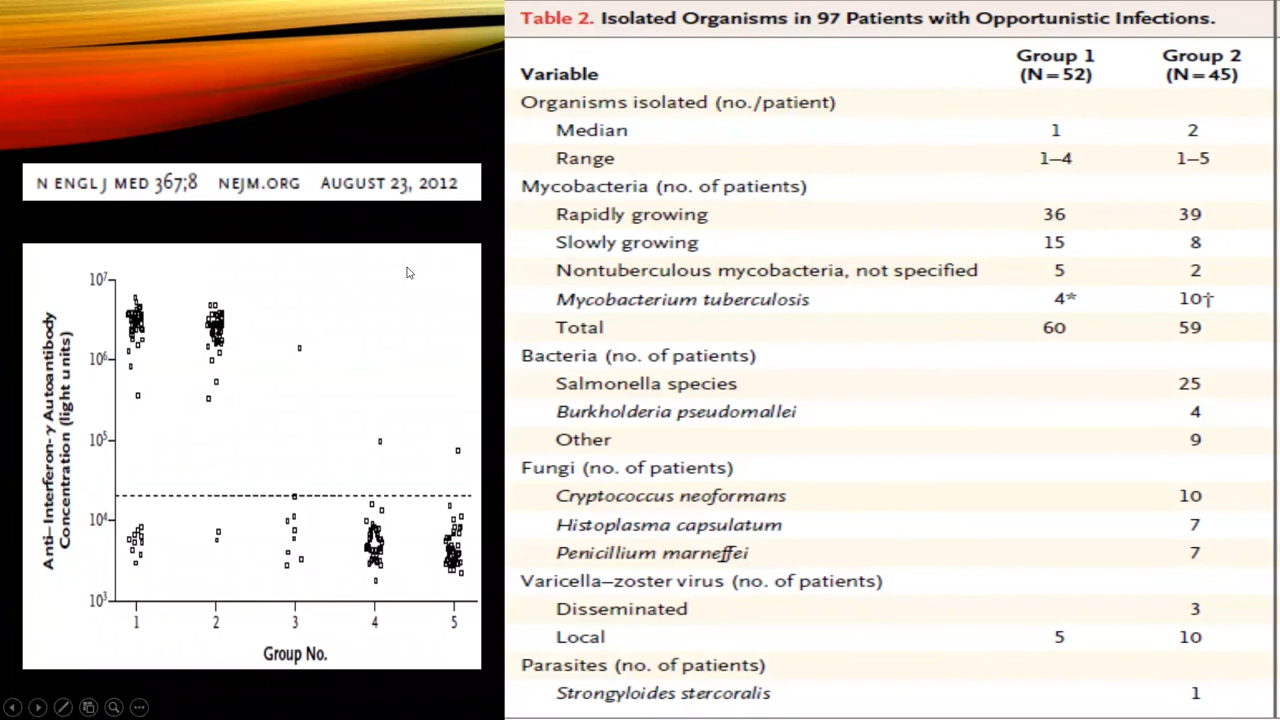 N ENGL J MED 367;8 NEJM.ORG AUGUST 23, 2012
Anti–Interferon-γ Autoantibody
Concentration (light units)
10⁷
10⁶
10⁵
10⁴
10³
1 2 3 4 5
Group No.
Table 2. Isolated Organisms in 97 Patients with Opportunistic Infections.
Variable Group 1 (N=52) Group 2 (N=45)
Organisms isolated (no./patient)
Median 1 2
Range 1–4 1–5
Mycobacteria (no. of patients)
Rapidly growing 36 39
Slowly growing 15 8
Nontuberculous mycobacteria, not specified 5 2
Mycobacterium tuberculosis 4* 10†
Total 60 59
Bacteria (no. of patients)
Salmonella species 25
Burkholderia pseudomallei 4
Other 9
Fungi (no. of patients)
Cryptococcus neoformans 10
Histoplasma capsulatum 7
Penicillium marneffei 7
Varicella–zoster virus (no. of patients)
Disseminated 3
Local 5 10
Parasites (no. of patients)
Strongyloides stercoralis 1